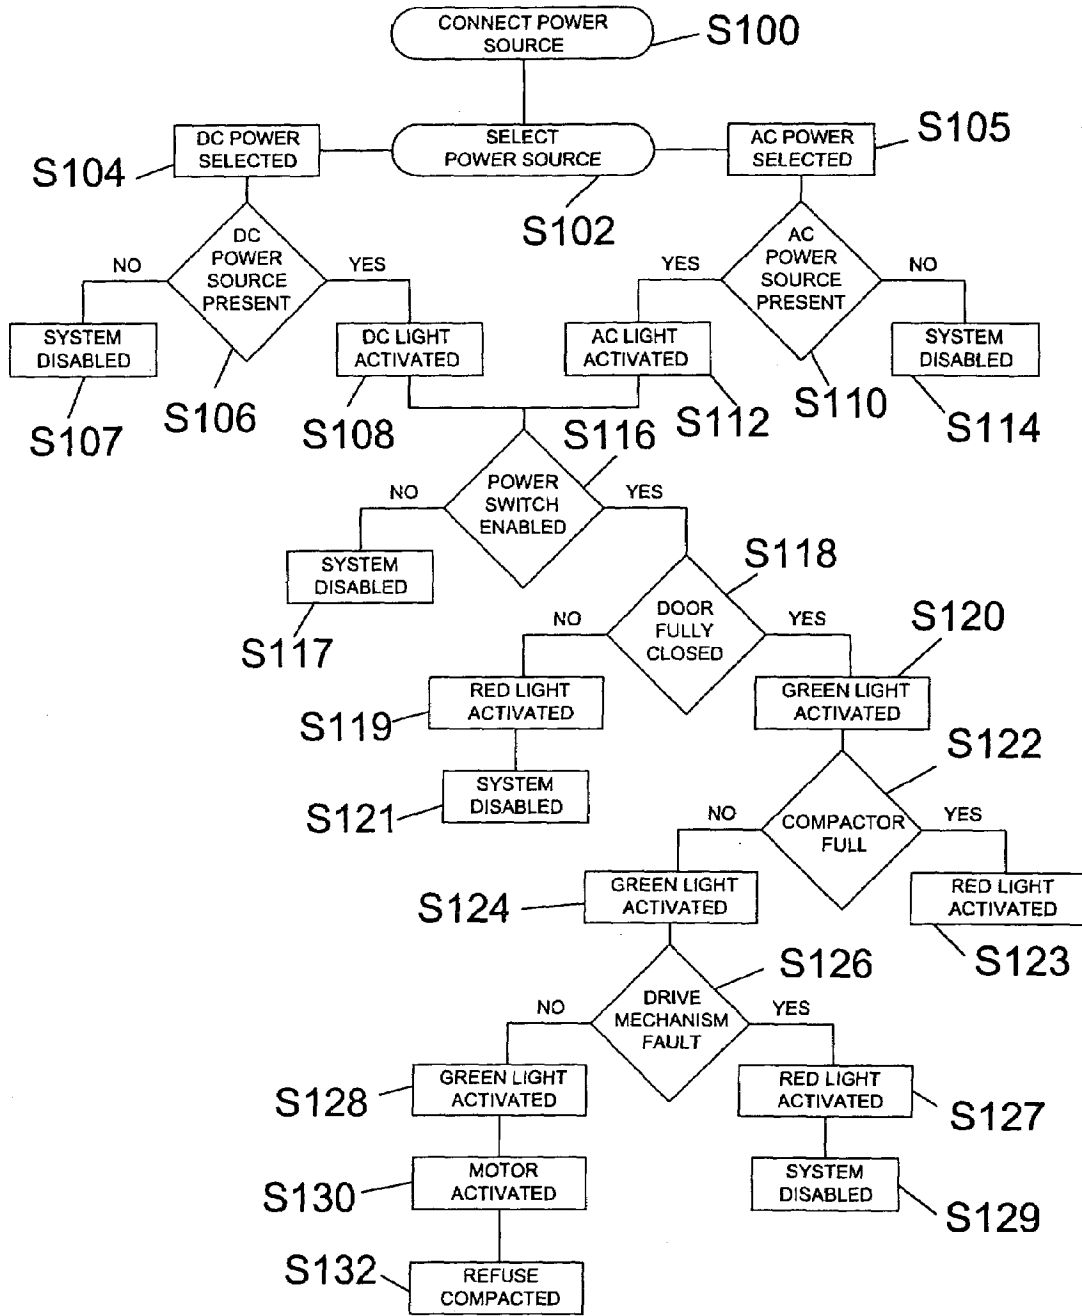 CONNECT POWER
SOURCE
S100
DC POWER
SELECTED
S104
SELECT
POWER SOURCE
S102
AC POWER
SELECTED
S105
DC
POWER
SOURCE
PRESENT
NO
YES
S106
AC
POWER
SOURCE
PRESENT
YES
NO
S110
SYSTEM
DISABLED
S107
DC LIGHT
ACTIVATED
S108
AC LIGHT
ACTIVATED
S112
SYSTEM
DISABLED
S114
POWER
SWITCH
ENABLED
S116
NO
YES
SYSTEM
DISABLED
S117
DOOR
FULLY
CLOSED
S118
NO
YES
RED LIGHT
ACTIVATED
S119
GREEN LIGHT
ACTIVATED
S120
SYSTEM
DISABLED
S121
COMPACTOR
FULL
S122
NO
YES
GREEN LIGHT
ACTIVATED
S124
RED LIGHT
ACTIVATED
S123
DRIVE
MECHANISM
FAULT
S126
NO
YES
GREEN LIGHT
ACTIVATED
S128
RED LIGHT
ACTIVATED
S127
MOTOR
ACTIVATED
S130
SYSTEM
DISABLED
S129
REFUSE
COMPACTED
S132